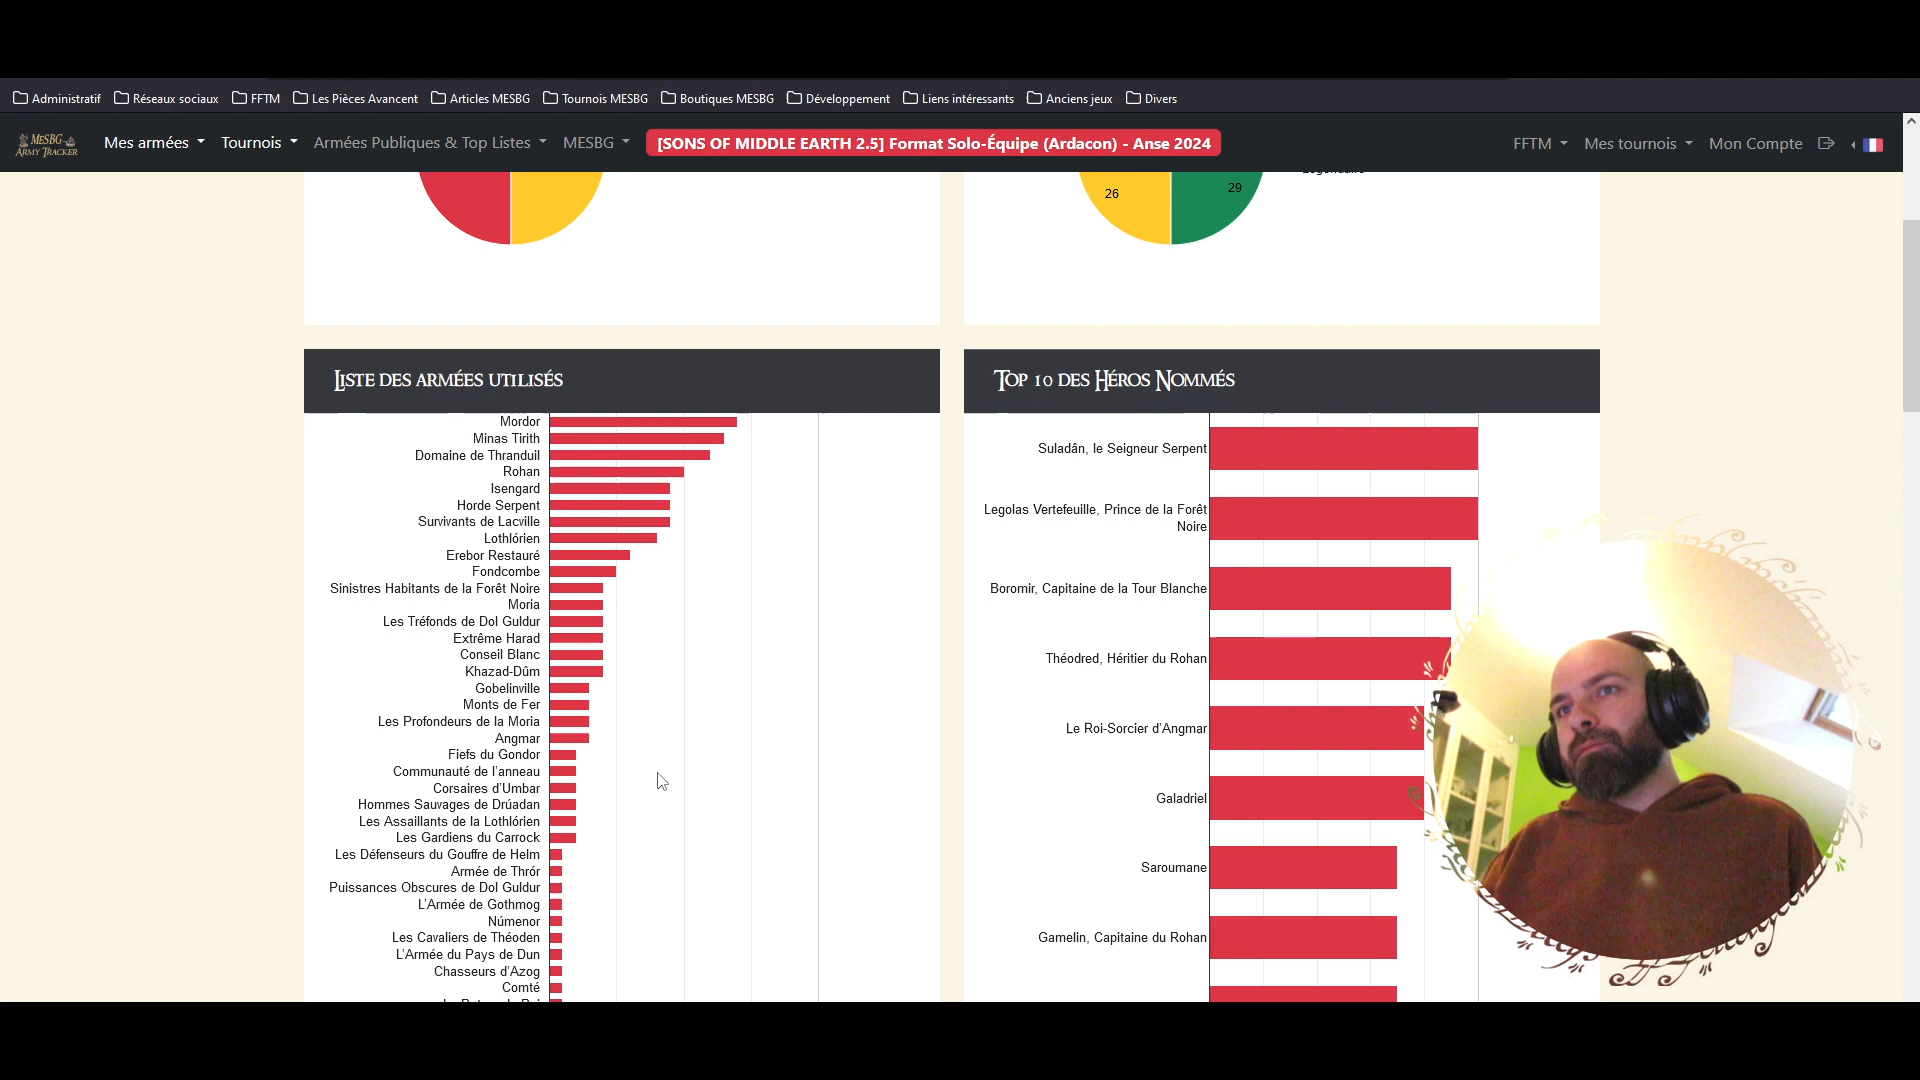 Administratif
Réseaux sociaux
FFTM
Les Pièces Avancent
Articles MESBG
Tournois MESBG
Boutiques MESBG
Développement
Liens intéressants
Anciens jeux
Divers
MESBG
ARMY TRACKER
Mes armées
Tournois
Armées Publiques & Top Listes
MESBG
[SONS OF MIDDLE EARTH 2.5] Format Solo-Équipe (Ardacon) - Anse 2024
FFTM
Mes tournois
Mon Compte
26
29
LISTE DES ARMÉES UTILISÉS
Mordor
Minas Tirith
Domaine de Thranduil
Rohan
Isengard
Horde Serpent
Survivants de Lacville
Lothlórien
Erebor Restauré
Fondcombe
Sinistres Habitants de la Forêt Noire
Moria
Les Tréfonds de Dol Guldur
Extrême Harad
Conseil Blanc
Khazad-Dûm
Gobelinville
Monts de Fer
Les Profondeurs de la Moria
Angmar
Fiefs du Gondor
Communauté de l'anneau
Corsaires d'Umbar
Hommes Sauvages de Drúadan
Les Assaillants de la Lothlórien
Les Gardiens du Carrock
Les Défenseurs du Gouffre de Helm
Armée de Thrór
Puissances Obscures de Dol Guldur
L'Armée de Gothmog
Númenor
Les Cavaliers de Théoden
L'Armée du Pays de Dun
Chasseurs d'Azog
Comté
TOP 10 DES HÉROS NOMMÉS
Suladân, le Seigneur Serpent
Legolas Vertefeuille, Prince de la Forêt
Noire
Boromir, Capitaine de la Tour Blanche
Théodred, Héritier du Rohan
Le Roi-Sorcier d'Angmar
Galadriel
Saroumane
Gamelin, Capitaine du Rohan